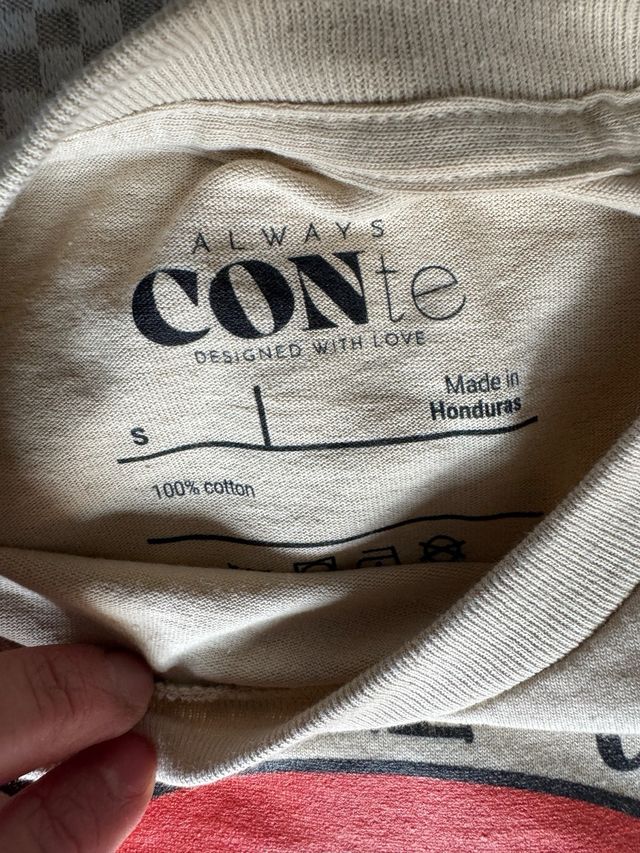 ALWAYS
CONte
DESIGNED WITH LOVE
S
Made in
Honduras
100% cotton